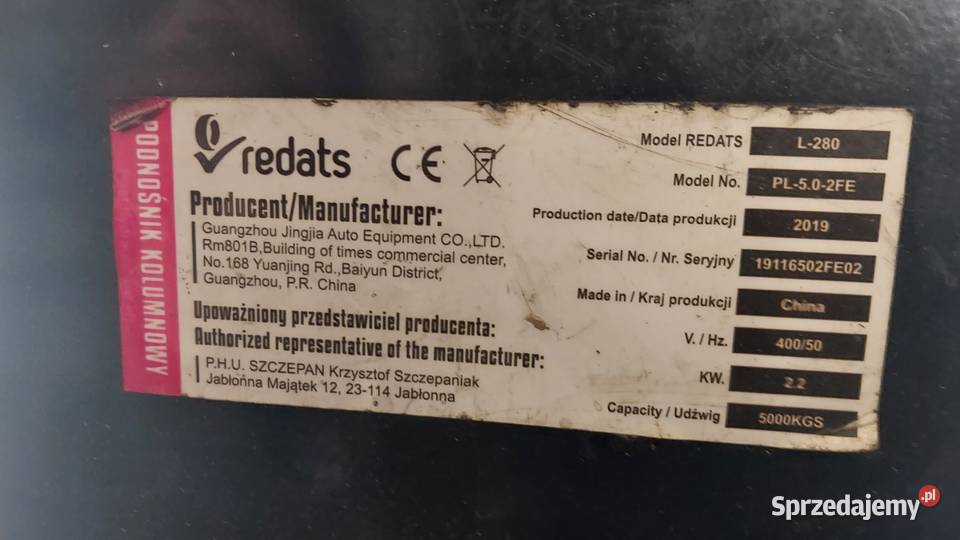 PODNOŚNIK KOLUMNOWY
redats CE
Producent/Manufacturer:
Guangzhou Jingjia Auto Equipment CO.,LTD.
Rm801B,Building of times commercial center,
No.168 Yuanjing Rd.,Baiyun District,
Guangzhou, P.R. China
Upoważniony przedstawiciel producenta:
Authorized representative of the manufacturer:
P.H.U. SZCZEPAN Krzysztof Szczepaniak
Jabłonna Majątek 12, 23-114 Jabłonna
Model REDATS L-280
Model No. PL-5.0-2FE
Production date/Data produkcji 2019
Serial No. / Nr. Seryjny 19116502FE02
Made in / Kraj produkcji China
V. / Hz. 400/50
KW. 2.2
Capacity / Udźwig 5000KGS
Sprzedajemy.pl